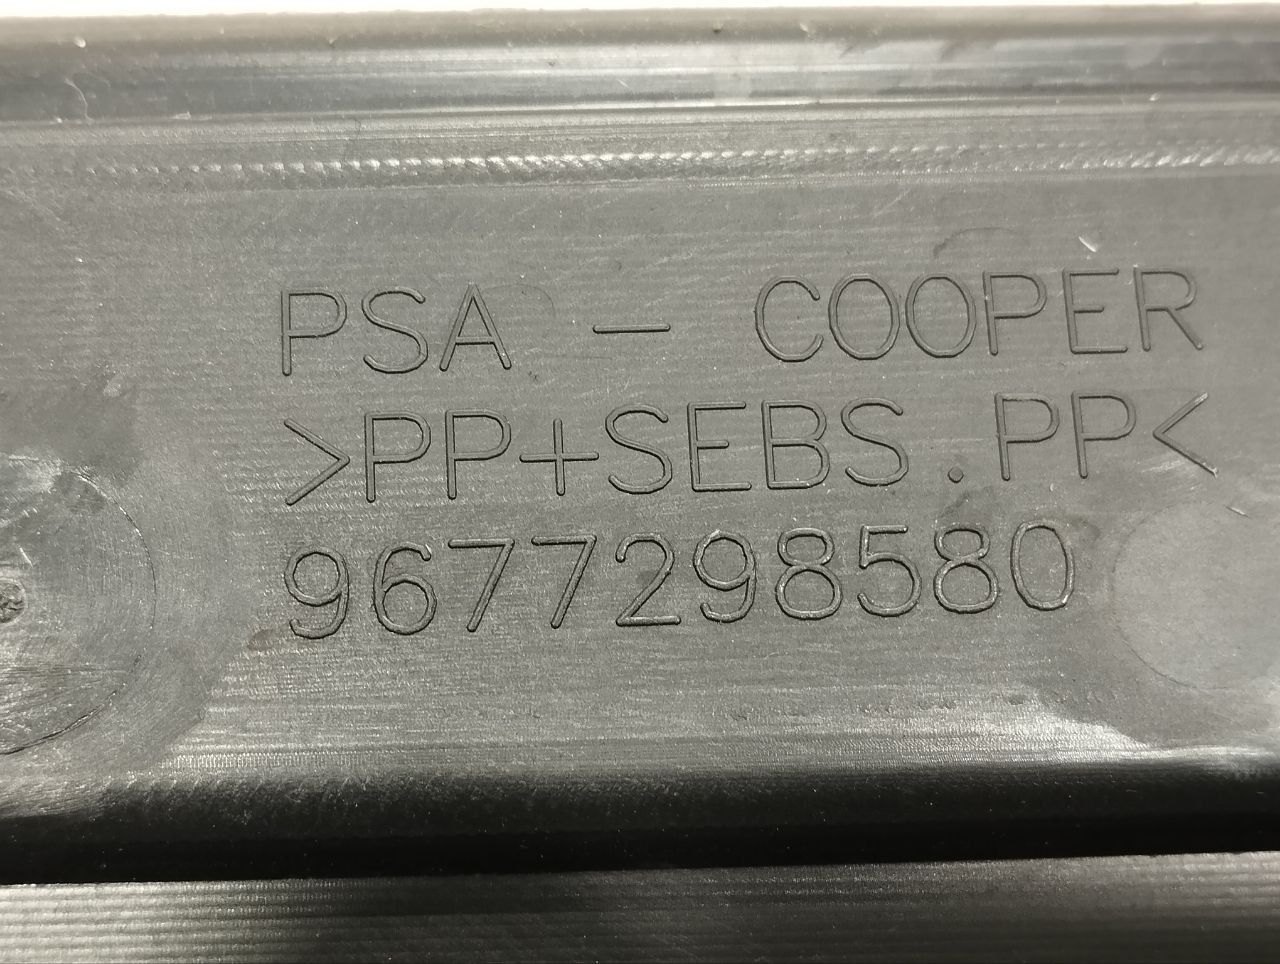 PSA - COOPER
>PP+SEBS.PP<
9677298580